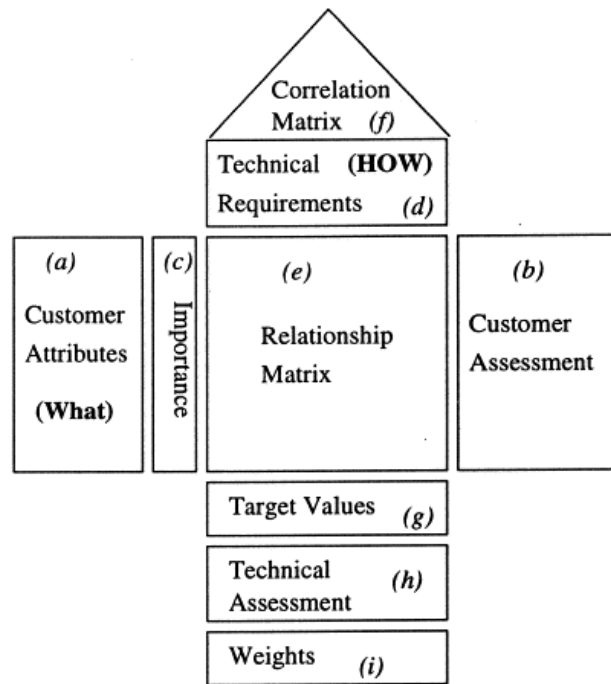 Correlation
Matrix (f)
Technical (HOW)
Requirements (d)
(a)
Customer
Attributes
(What)
(c)
Importance
(e)
Relationship
Matrix
(b)
Customer
Assessment
Target Values (g)
Technical
Assessment (h)
Weights (i)